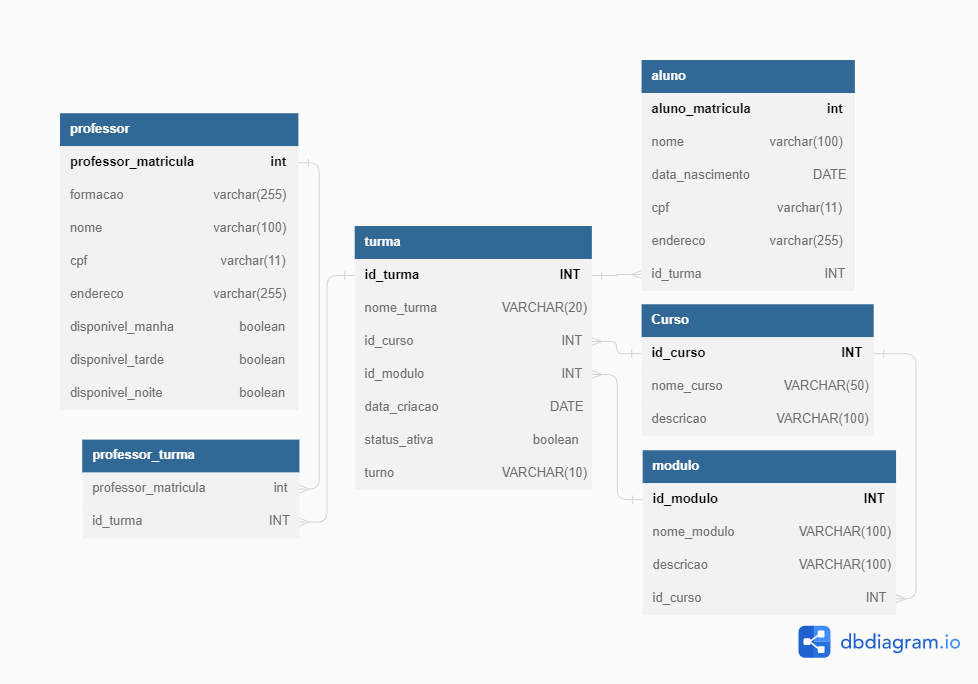 professor
professor_matricula int
formacao varchar(255)
nome varchar(100)
cpf varchar(11)
endereco varchar(255)
disponivel_manha boolean
disponivel_tarde boolean
disponivel_noite boolean
professor_turma
professor_matricula int
id_turma INT
turma
id_turma INT
nome_turma VARCHAR(20)
id_curso INT
id_modulo INT
data_criacao DATE
status_ativa boolean
turno VARCHAR(10)
aluno
aluno_matricula int
nome varchar(100)
data_nascimento DATE
cpf varchar(11)
endereco varchar(255)
id_turma INT
Curso
id_curso INT
nome_curso VARCHAR(50)
descricao VARCHAR(100)
modulo
id_modulo INT
nome_modulo VARCHAR(100)
descricao VARCHAR(100)
id_curso INT
dbdiagram.io